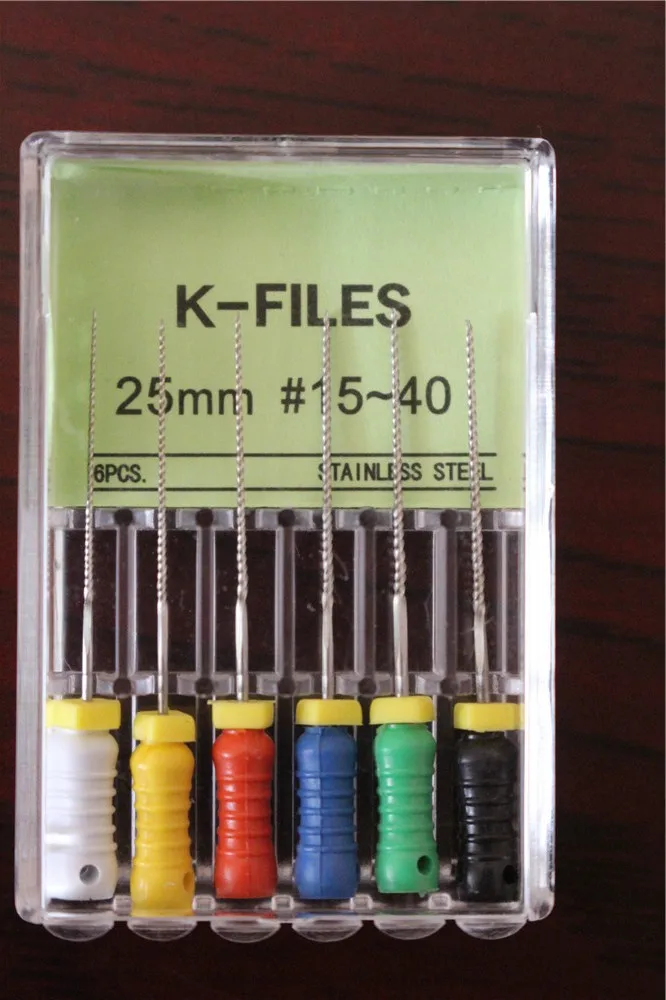 K-FILES
25mm #15~40
6PCS. STAINLESS STEEL